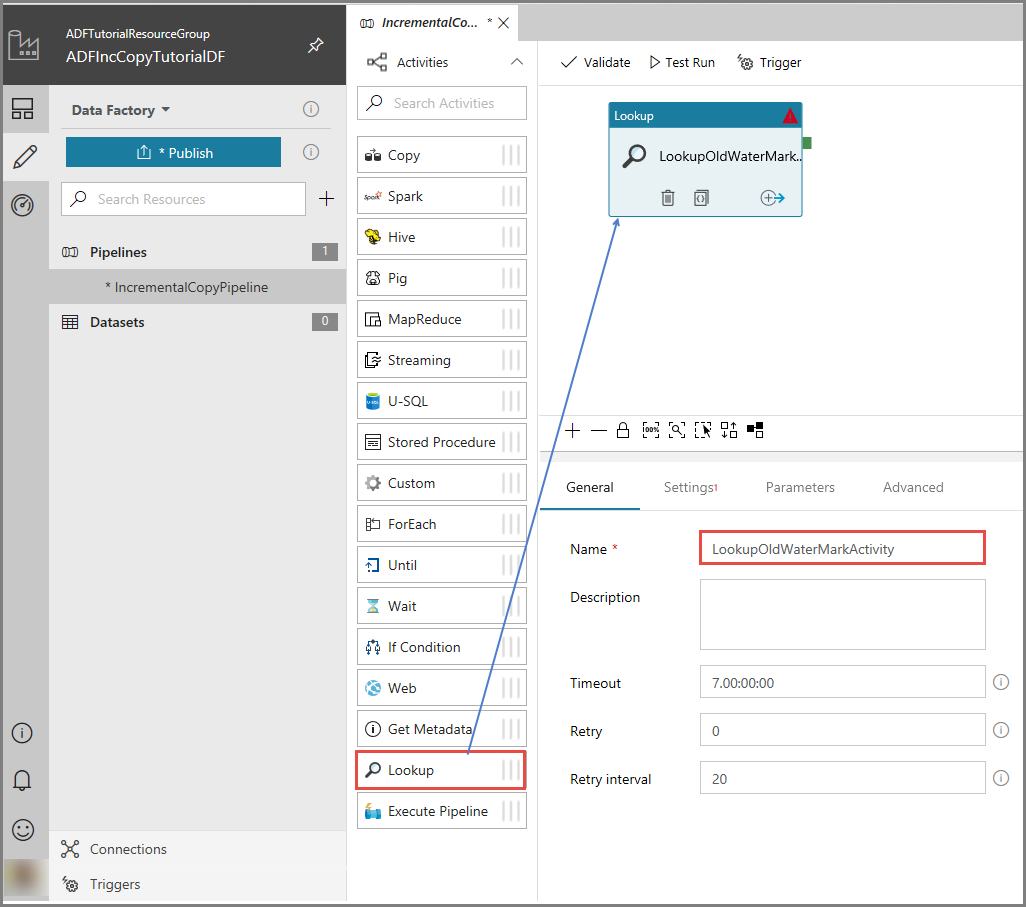 ADFTutorialResourceGroup
ADFIncCopyTutorialDF
Data Factory
* Publish
Search Resources
Pipelines 1
* IncrementalCopyPipeline
Datasets 0
Connections
Triggers
IncrementalCo... *
Activities
Search Activities
Copy
Spark Spark
Hive
Pig
MapReduce
Streaming
U-SQL U-SQL
Stored Procedure
Custom
ForEach
Until
Wait
If Condition
Web
Get Metadata
Lookup
Execute Pipeline
Validate Test Run Trigger
Lookup
LookupOldWaterMark...
100%
General Settings1 Parameters Advanced
Name * LookupOldWaterMarkActivity
Description
Timeout 7.00:00:00
Retry 0
Retry interval 20